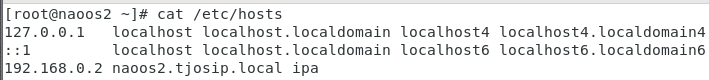 [root@naoos2 ~]# cat /etc/hosts
127.0.0.1   localhost localhost.localdomain localhost4 localhost4.localdomain4
::1         localhost localhost.localdomain localhost6 localhost6.localdomain6
192.168.0.2 naoos2.tjosip.local ipa